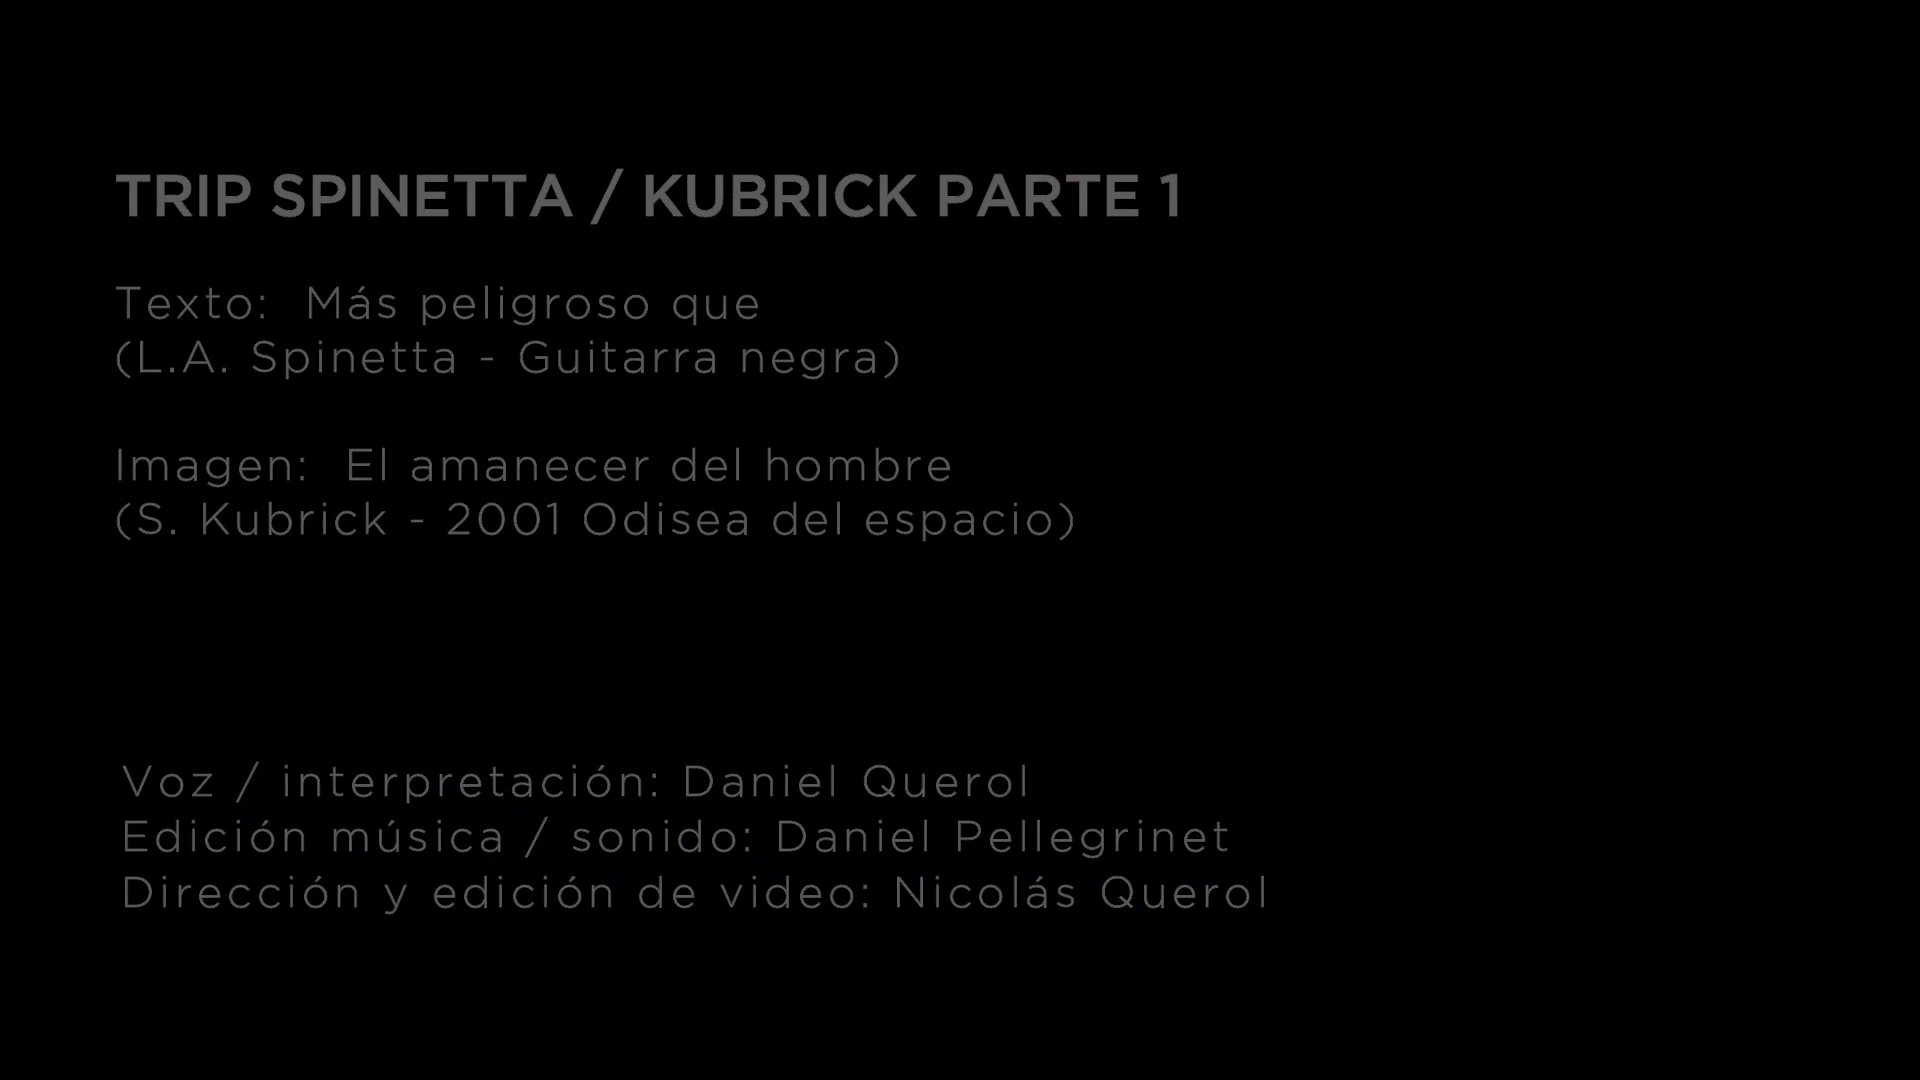 TRIP SPINETTA / KUBRICK PARTE 1
Texto: Más peligroso que
(L.A. Spinetta - Guitarra negra)
Imagen: El amanecer del hombre
(S. Kubrick - 2001 Odisea del espacio)
Voz / interpretación: Daniel Querol
Edición música / sonido: Daniel Pellegrinet
Dirección y edición de video: Nicolás Querol